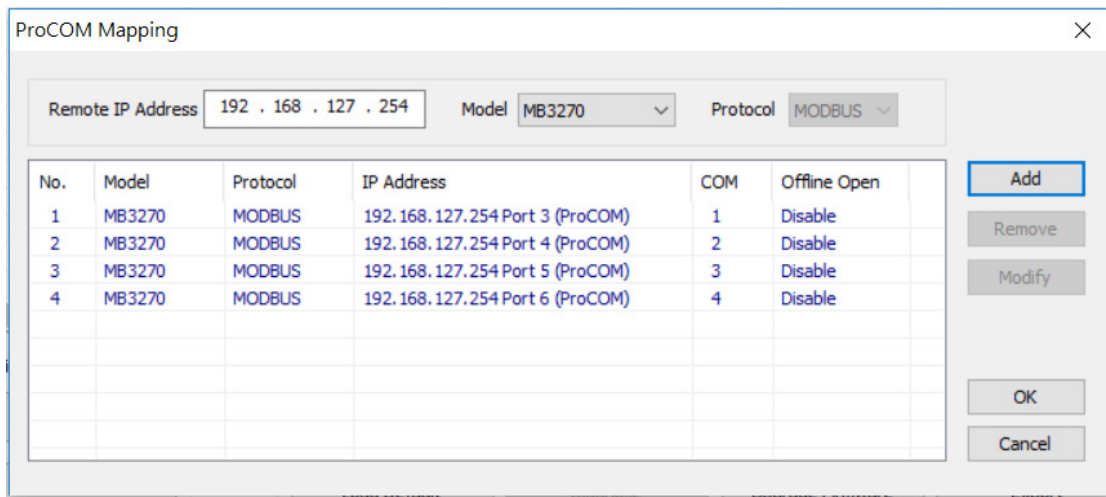 ProCOM Mapping
Remote IP Address 192 . 168 . 127 . 254 Model MB3270 Protocol MODBUS
No. Model Protocol IP Address COM Offline Open
1 MB3270 MODBUS 192.168.127.254 Port 3 (ProCOM) 1 Disable
2 MB3270 MODBUS 192.168.127.254 Port 4 (ProCOM) 2 Disable
3 MB3270 MODBUS 192.168.127.254 Port 5 (ProCOM) 3 Disable
4 MB3270 MODBUS 192.168.127.254 Port 6 (ProCOM) 4 Disable
Add
Remove
Modify
OK
Cancel